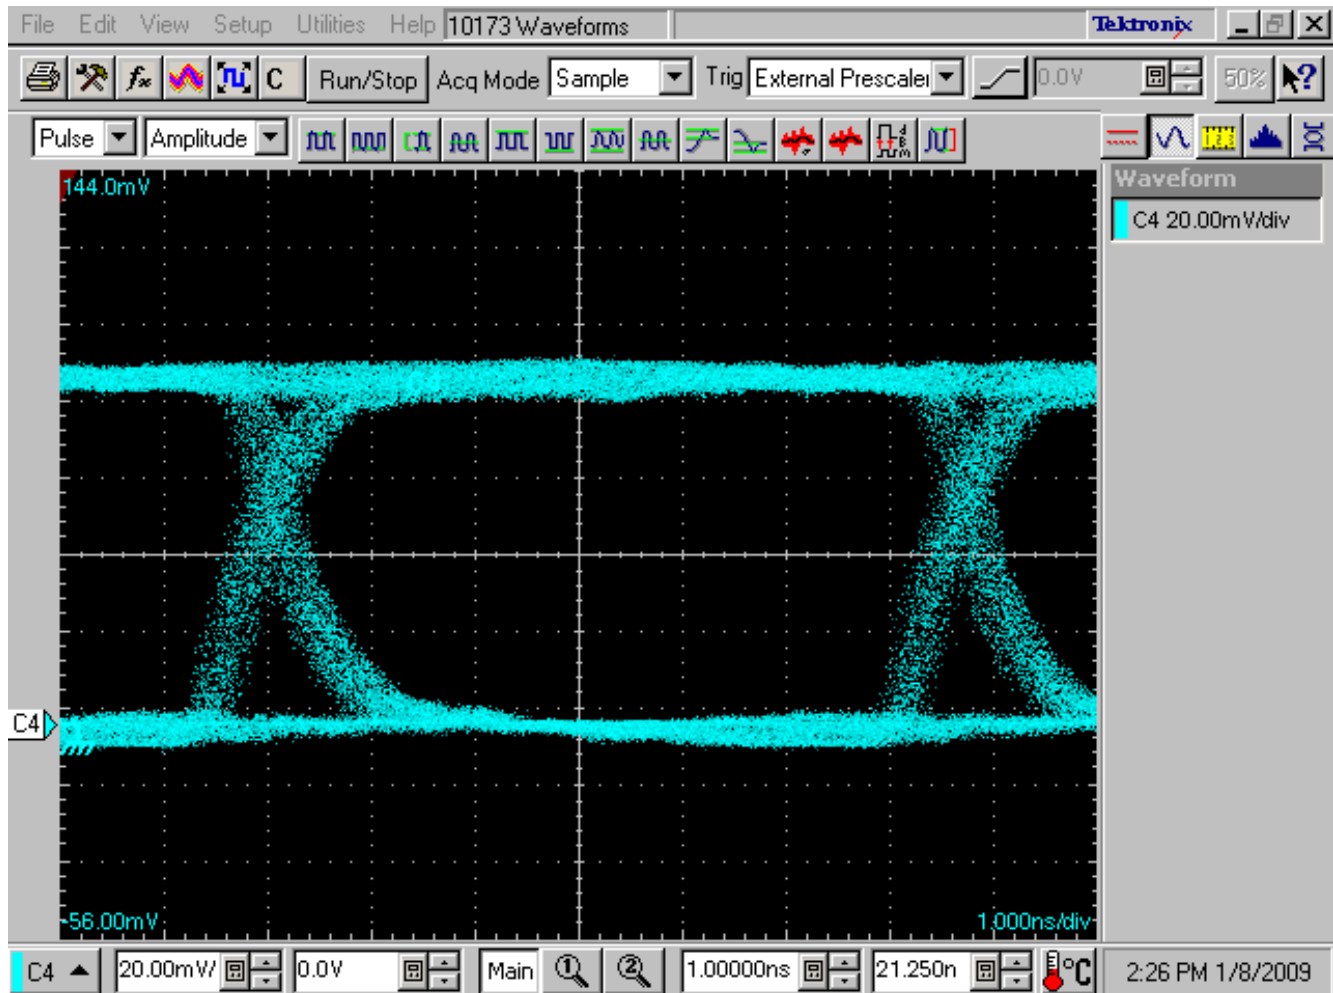 File Edit View Setup Utilities Help 10173 Waveforms Tektronix
C Run/Stop Acq Mode Sample Trig External Prescaler 0.0V 50%
Pulse Amplitude
144.0mV
Waveform
C4 20.00mV/div
C4
-56.00mV
1.000ns/div
C4 20.00mV/ 0.0V Main 1 2 1.00000ns 21.250n °C 2:26 PM 1/8/2009